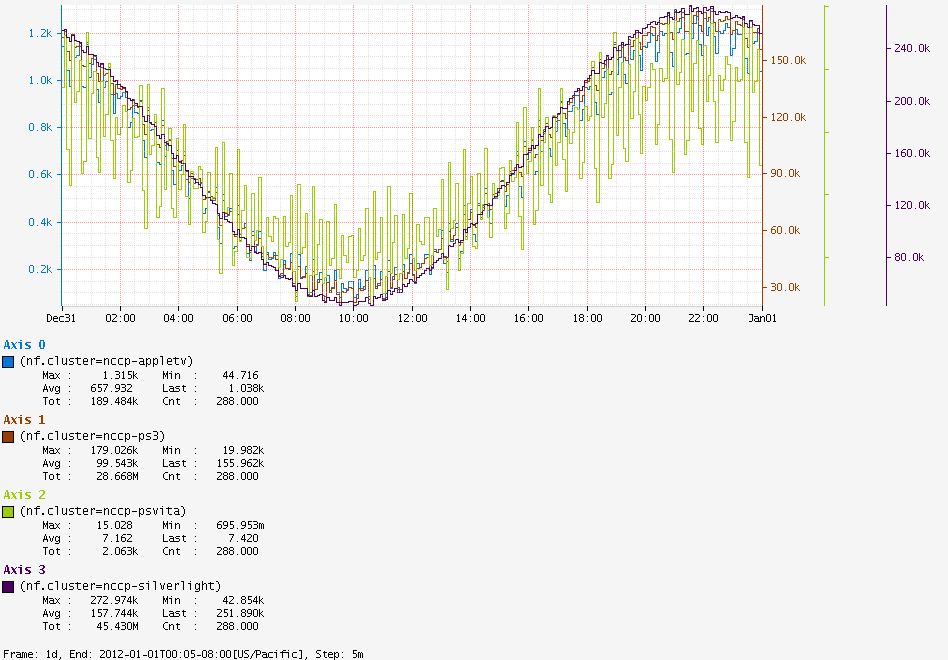 1.2k
1.0k
0.8k
0.6k
0.4k
0.2k
150.0k
120.0k
90.0k
60.0k
30.0k
240.0k
200.0k
160.0k
120.0k
80.0k
Dec31 02:00 04:00 06:00 08:00 10:00 12:00 14:00 16:00 18:00 20:00 22:00 Jan01
Axis 0
(nf.cluster=nccp-appletv)
Max : 1.315k Min : 44.716
Avg : 657.932 Last : 1.038k
Tot : 189.484k Cnt : 288.000
Axis 1
(nf.cluster=nccp-ps3)
Max : 179.026k Min : 19.982k
Avg : 99.543k Last : 155.962k
Tot : 28.668M Cnt : 288.000
Axis 2
(nf.cluster=nccp-psvita)
Max : 15.028 Min : 695.953m
Avg : 7.162 Last : 7.420
Tot : 2.063k Cnt : 288.000
Axis 3
(nf.cluster=nccp-silverlight)
Max : 272.974k Min : 42.854k
Avg : 157.744k Last : 251.890k
Tot : 45.430M Cnt : 288.000
Frame: 1d, End: 2012-01-01T00:05-08:00[US/Pacific], Step: 5m